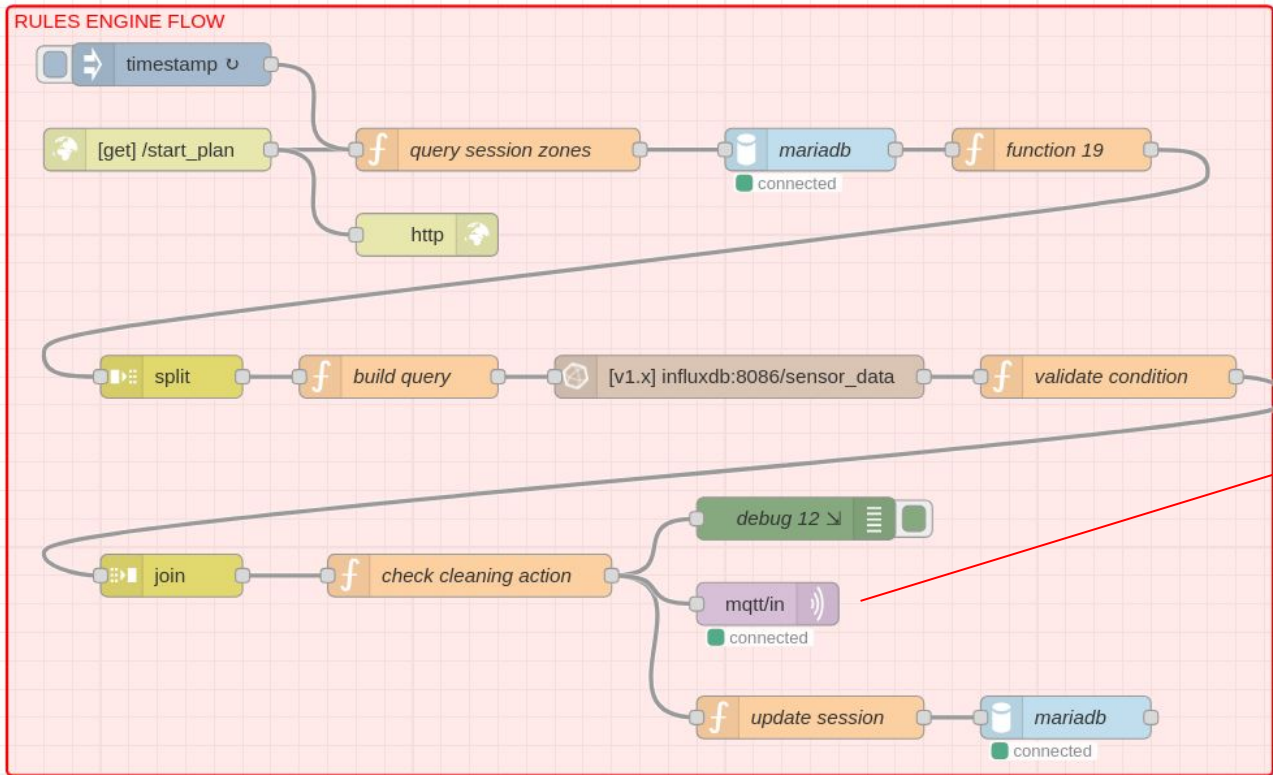 RULES ENGINE FLOW
timestamp ↻
[get] /start_plan
query session zones
mariadb
function 19
connected
http
split
build query
[v1.x] influxdb:8086/sensor_data
validate condition
debug 12 ⇲
join
check cleaning action
mqtt/in
connected
update session
mariadb
connected